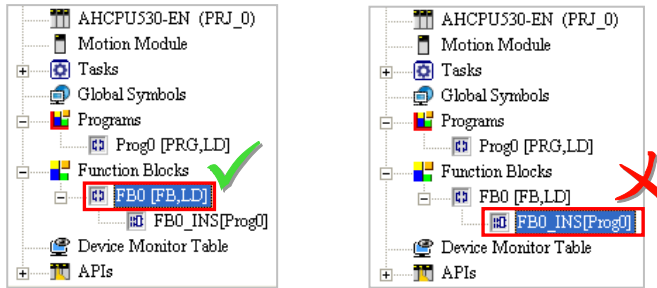 AHCPU530-EN (PRJ_0)
Motion Module
Tasks
Global Symbols
Programs
Prog0 [PRG,LD]
Function Blocks
FB0 [FB,LD]
FB0_INS[Prog0]
Device Monitor Table
APIs
AHCPU530-EN (PRJ_0)
Motion Module
Tasks
Global Symbols
Programs
Prog0 [PRG,LD]
Function Blocks
FB0 [FB,LD]
FB0_INS[Prog0]
Device Monitor Table
APIs